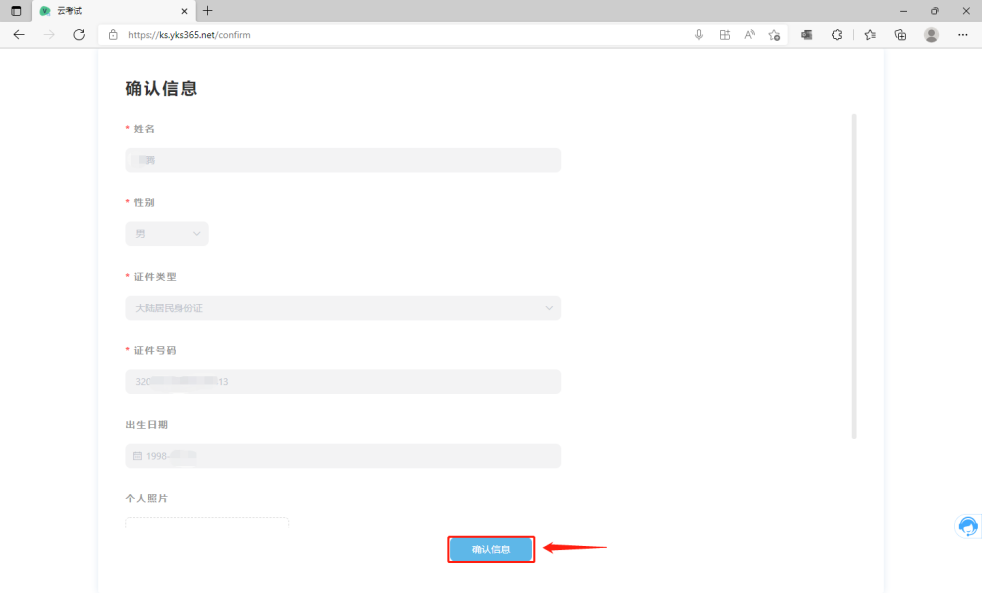 云考试
https://ks.yks365.net/confirm
确认信息
* 姓名
* 性别
男
* 证件类型
大陆居民身份证
* 证件号码
320 13
出生日期
1998-
个人照片
确认信息